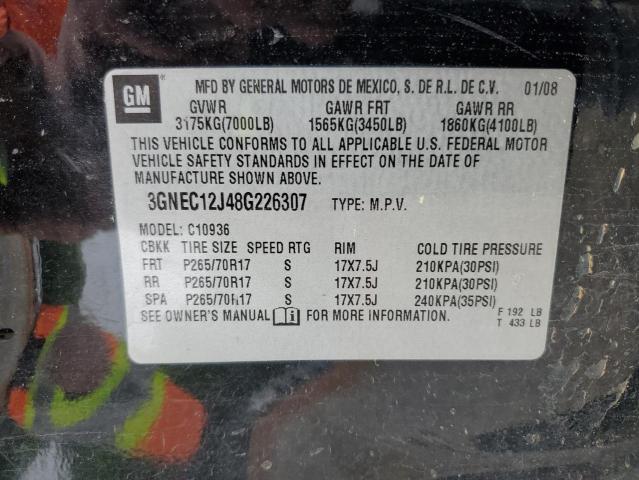 GM ® MFD BY GENERAL MOTORS DE MEXICO, S. DE R.L. DE C.V. 01/08
GVWR GAWR FRT GAWR RR
3175KG(7000LB) 1565KG(3450LB) 1860KG(4100LB)
THIS VEHICLE CONFORMS TO ALL APPLICABLE U.S. FEDERAL MOTOR
VEHICLE SAFETY STANDARDS IN EFFECT ON THE DATE OF
MANUFACTURE SHOWN ABOVE.
3GNEC12J48G226307 TYPE: M.P.V.
MODEL: C10936
CBKK TIRE SIZE SPEED RTG RIM COLD TIRE PRESSURE
FRT P265/70R17 S 17X7.5J 210KPA(30PSI)
RR P265/70R17 S 17X7.5J 210KPA(30PSI)
SPA P265/70R17 S 17X7.5J 240KPA(35PSI)
SEE OWNER'S MANUAL FOR MORE INFORMATION. F 192 LB
T 433 LB